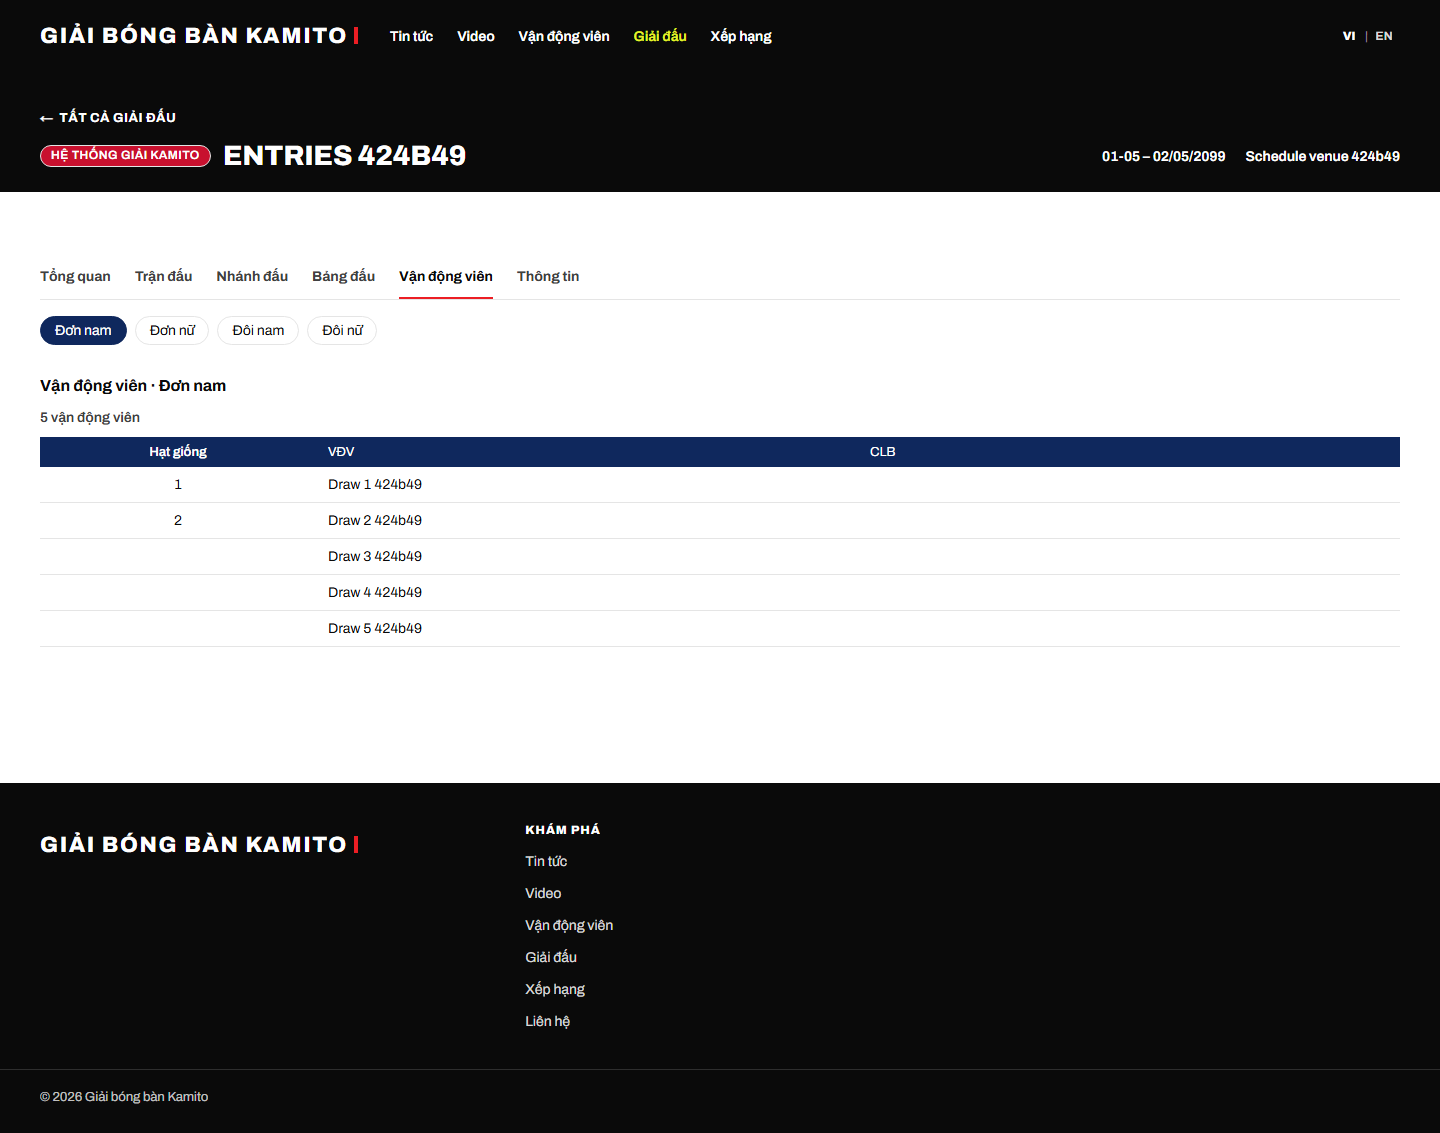 GIẢI BÓNG BÀN KAMITO
Tin tức Video Vận động viên Giải đấu Xếp hạng
VI | EN
← TẤT CẢ GIẢI ĐẤU
HỆ THỐNG GIẢI KAMITO ENTRIES 424B49
01-05 – 02/05/2099 Schedule venue 424b49
Tổng quan Trận đấu Nhánh đấu Bảng đấu Vận động viên Thông tin
Đơn nam Đơn nữ Đôi nam Đôi nữ
Vận động viên · Đơn nam
5 vận động viên
Hạt giống VĐV CLB
1 Draw 1 424b49
2 Draw 2 424b49
Draw 3 424b49
Draw 4 424b49
Draw 5 424b49
GIẢI BÓNG BÀN KAMITO
KHÁM PHÁ
Tin tức
Video
Vận động viên
Giải đấu
Xếp hạng
Liên hệ
© 2026 Giải bóng bàn Kamito